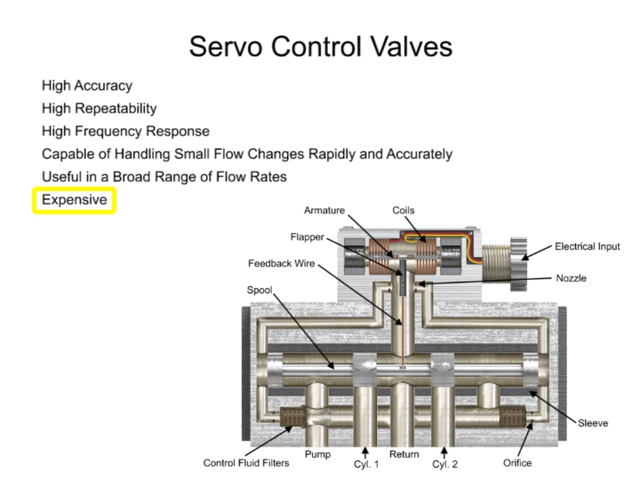 Servo Control Valves
High Accuracy
High Repeatability
High Frequency Response
Capable of Handling Small Flow Changes Rapidly and Accurately
Useful in a Broad Range of Flow Rates
Expensive
Armature
Coils
Flapper
Electrical Input
Feedback Wire
Nozzle
Spool
Sleeve
Control Fluid Filters
Pump
Cyl. 1
Return
Cyl. 2
Orifice